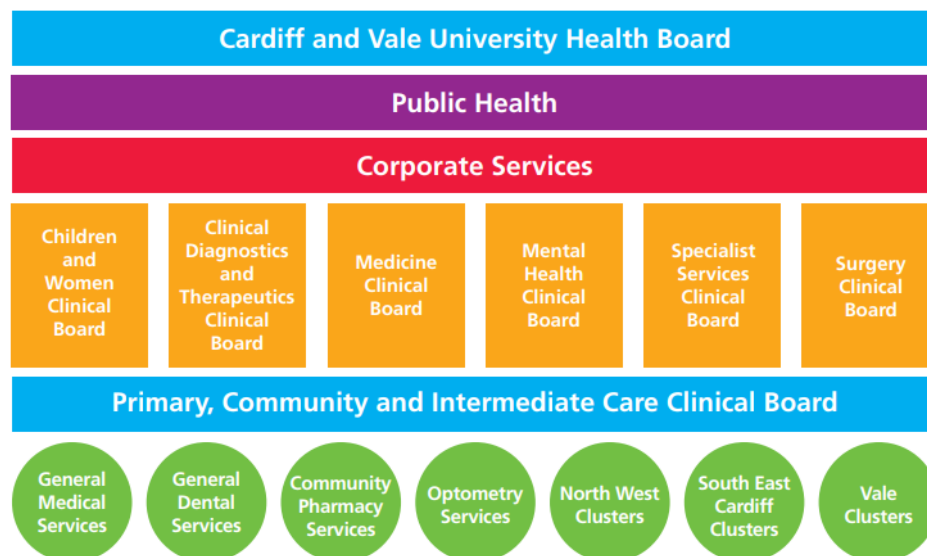 Cardiff and Vale University Health Board
Public Health
Corporate Services
Children
and
Women
Clinical
Board
Clinical
Diagnostics
and
Therapeutics
Clinical
Board
Medicine
Clinical
Board
Mental
Health
Clinical
Board
Specialist
Services
Clinical
Board
Surgery
Clinical
Board
Primary, Community and Intermediate Care Clinical Board
General
Medical
Services
General
Dental
Services
Community
Pharmacy
Services
Optometry
Services
North West
Clusters
South East
Cardiff
Clusters
Vale
Clusters